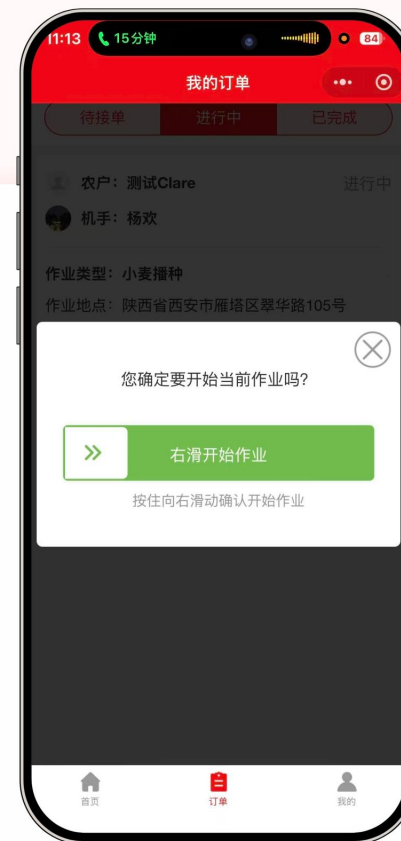 11:13 15分钟 84
我的订单
待接单 进行中 已完成
农户：测试Clare 进行中
机手：杨欢
作业类型：小麦播种
作业地点：陕西省西安市雁塔区翠华路105号
您确定要开始当前作业吗?
右滑开始作业
按住向右滑动确认开始作业
首页 订单 我的